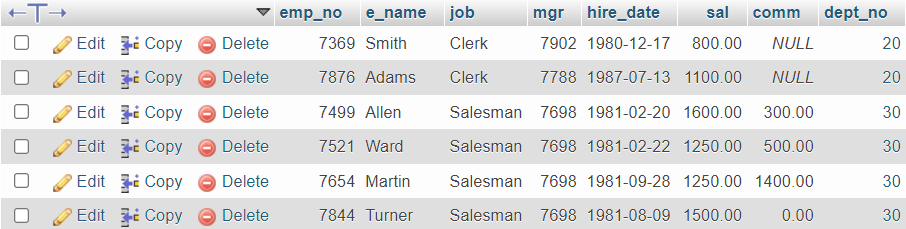 emp_no e_name job mgr hire_date sal comm dept_no
Edit Copy Delete 7369 Smith Clerk 7902 1980-12-17 800.00 NULL 20
Edit Copy Delete 7876 Adams Clerk 7788 1987-07-13 1100.00 NULL 20
Edit Copy Delete 7499 Allen Salesman 7698 1981-02-20 1600.00 300.00 30
Edit Copy Delete 7521 Ward Salesman 7698 1981-02-22 1250.00 500.00 30
Edit Copy Delete 7654 Martin Salesman 7698 1981-09-28 1250.00 1400.00 30
Edit Copy Delete 7844 Turner Salesman 7698 1981-08-09 1500.00 0.00 30